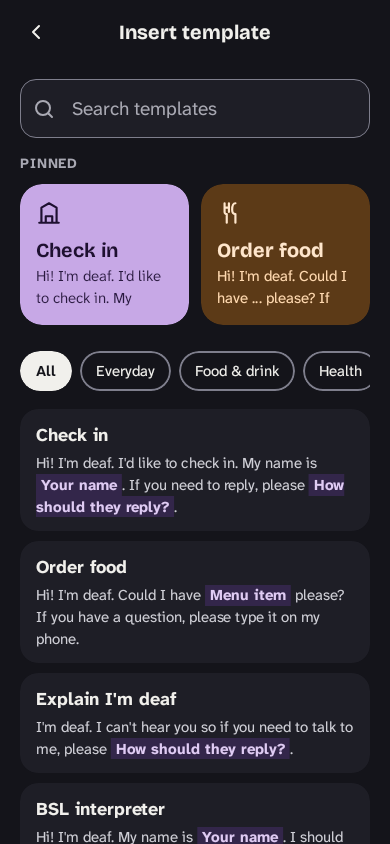 Insert template
Search templates
PINNED
Check in
Hi! I'm deaf. I'd like
to check in. My
Order food
Hi! I'm deaf. Could I
have ... please? If
All
Everyday
Food & drink
Health
Check in
Hi! I'm deaf. I'd like to check in. My name is
Your name . If you need to reply, please How
should they reply? .
Order food
Hi! I'm deaf. Could I have Menu item please?
If you have a question, please type it on my
phone.
Explain I'm deaf
I'm deaf. I can't hear you so if you need to talk to
me, please How should they reply? .
BSL interpreter
Hi! I'm deaf. My name is Your name . I should